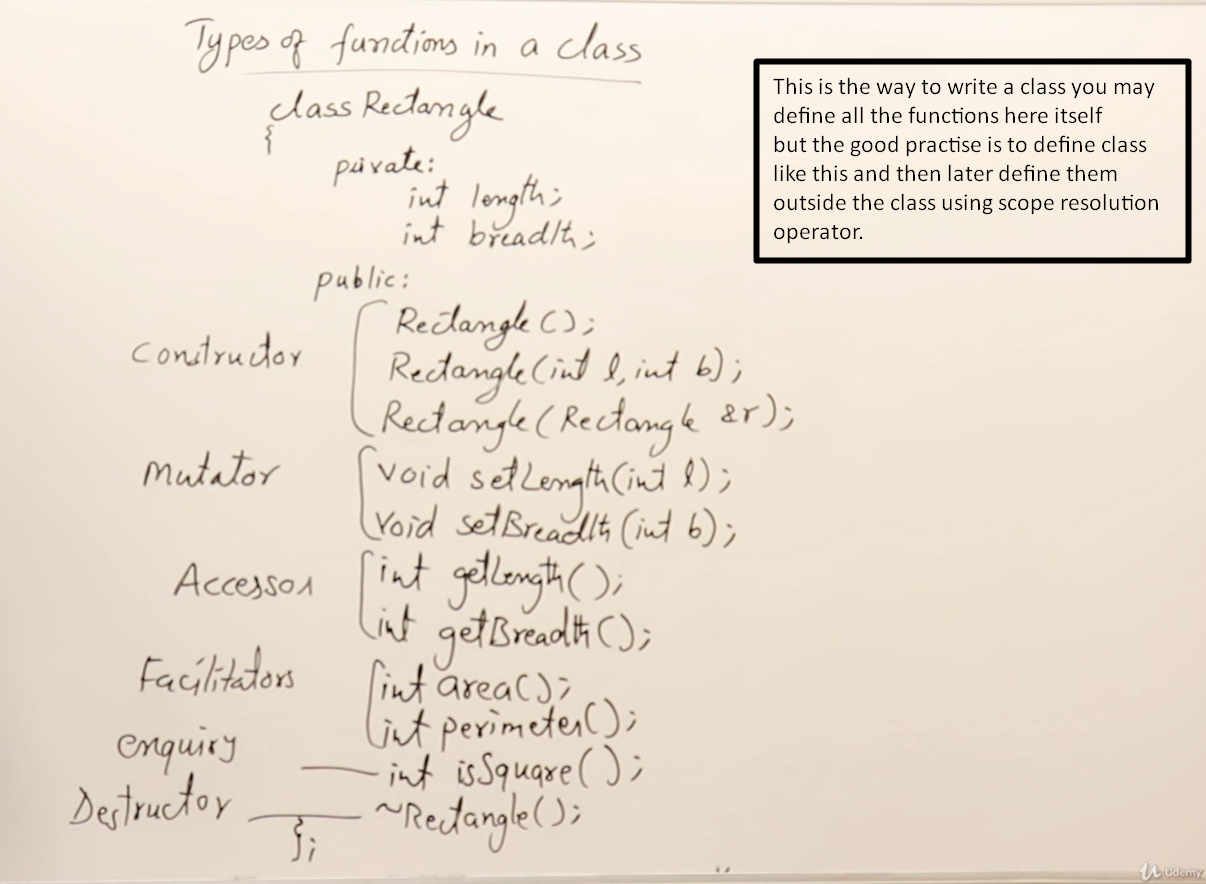 Types of functions in a class
class Rectangle
{
private:
int length;
int breadth;
public:
Constructor
Rectangle();
Rectangle(int l, int b);
Rectangle(Rectangle &r);
Mutator
void setLength(int l);
void setBreadth(int b);
Accessor
int getLength();
int getBreadth();
Facilitators
int area();
int perimeter();
enquiry
int isSquare();
Destructor
~Rectangle();
};
This is the way to write a class you may
define all the functions here itself
but the good practise is to define class
like this and then later define them
outside the class using scope resolution
operator.
Udemy